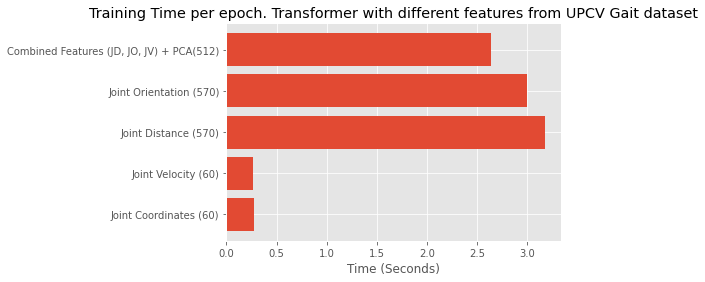 Training Time per epoch. Transformer with different features from UPCV Gait dataset
Combined Features (JD, JO, JV) + PCA(512)
Joint Orientation (570)
Joint Distance (570)
Joint Velocity (60)
Joint Coordinates (60)
0.0 0.5 1.0 1.5 2.0 2.5 3.0
Time (Seconds)